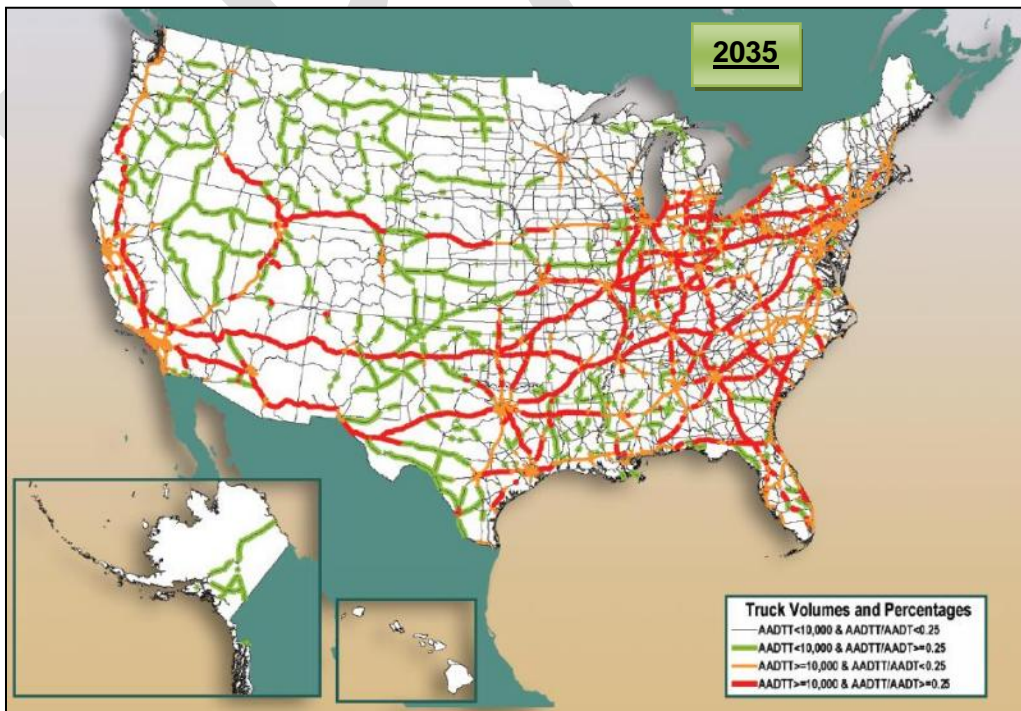 2035
Truck Volumes and Percentages
AADTT<10,000 & AADTT/AADT<0.25
AADTT<10,000 & AADTT/AADT>=0.25
AADTT>=10,000 & AADTT/AADT<0.25
AADTT>=10,000 & AADTT/AADT>=0.25